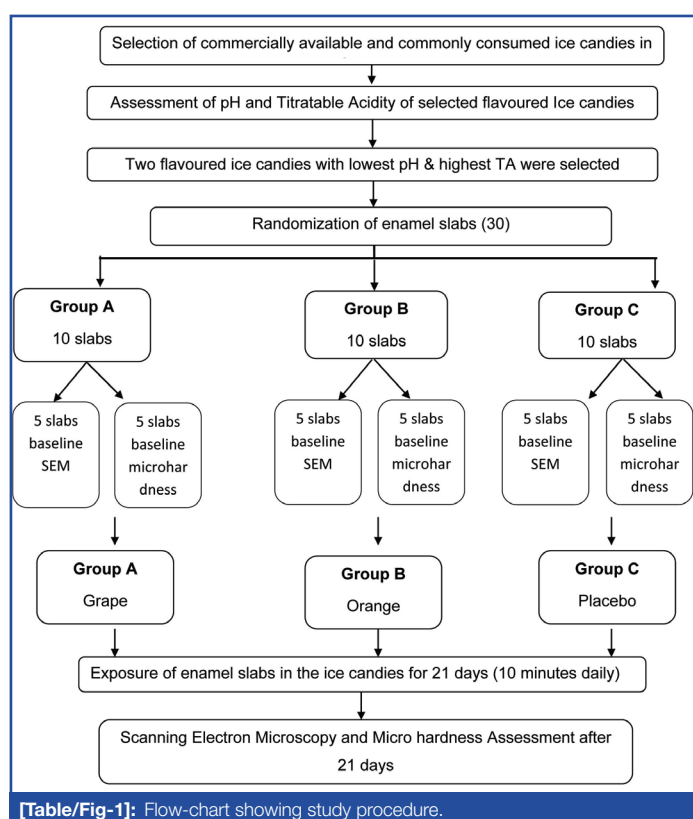 Selection of commercially available and commonly consumed ice candies in
Assessment of pH and Titratable Acidity of selected flavoured Ice candies
Two flavoured ice candies with lowest pH & highest TA were selected
Randomization of enamel slabs (30)
Group A
10 slabs
Group B
10 slabs
Group C
10 slabs
5 slabs
baseline
SEM
5 slabs
baseline
microhar
dness
5 slabs
baseline
SEM
5 slabs
baseline
microhar
dness
5 slabs
baseline
SEM
5 slabs
baseline
microhar
dness
Group A
Grape
Group B
Orange
Group C
Placebo
Exposure of enamel slabs in the ice candies for 21 days (10 minutes daily)
Scanning Electron Microscopy and Micro hardness Assessment after
21 days
[Table/Fig-1]: Flow-chart showing study procedure.